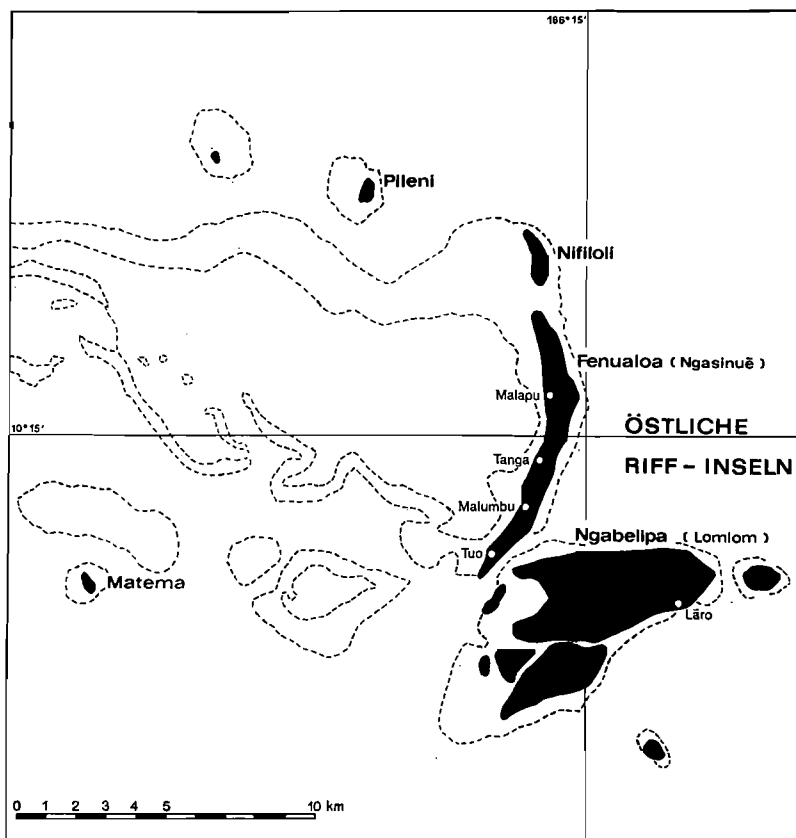 166°15'
Pileni
Nifiloli
Fenualoa (Ngasinuē)
Malapu
10°15'
ÖSTLICHE
Tanga
RIFF-INSELN
Malumbu
Ngabelipa (Lomlom)
Tuo
Matema
Lāro
0 1 2 3 4 5 10 km